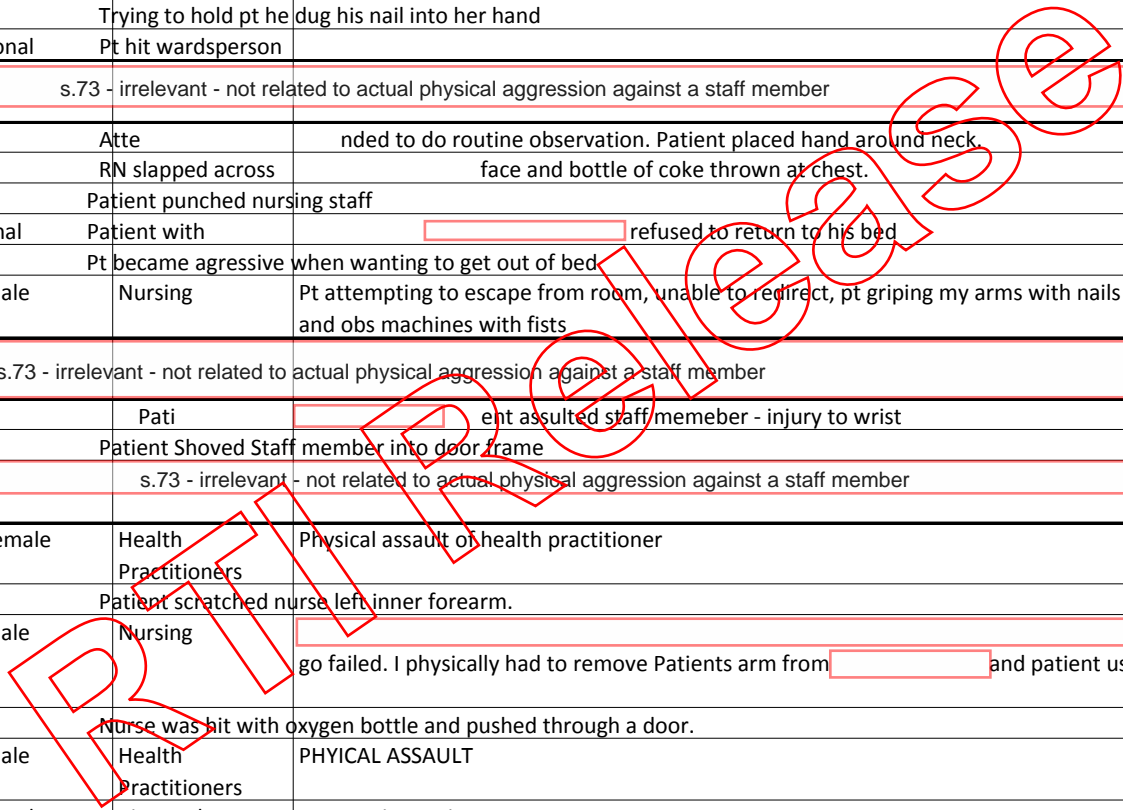 Trying to hold pt he dug his nail into her hand
onal Pt hit wardsperson
s.73 - irrelevant - not related to actual physical aggression against a staff member
Atte nded to do routine observation. Patient placed hand around neck.
RN slapped across face and bottle of coke thrown at chest.
Patient punched nursing staff
nal Patient with refused to return to his bed
Pt became agressive when wanting to get out of bed
ale Nursing Pt attempting to escape from room, unable to redirect, pt griping my arms with nails
and obs machines with fists
s.73 - irrelevant - not related to actual physical aggression against a staff member
Pati ent assulted staff memeber - injury to wrist
Patient Shoved Staff member into door frame
s.73 - irrelevant - not related to actual physical aggression against a staff member
emale Health Physical assault of health practitioner
Practitioners
Patient scratched nurse left inner forearm.
ale Nursing
go failed. I physically had to remove Patients arm from and patient us
Nurse was hit with oxygen bottle and pushed through a door.
ale Health PHYICAL ASSAULT
Practitioners
RTI Release